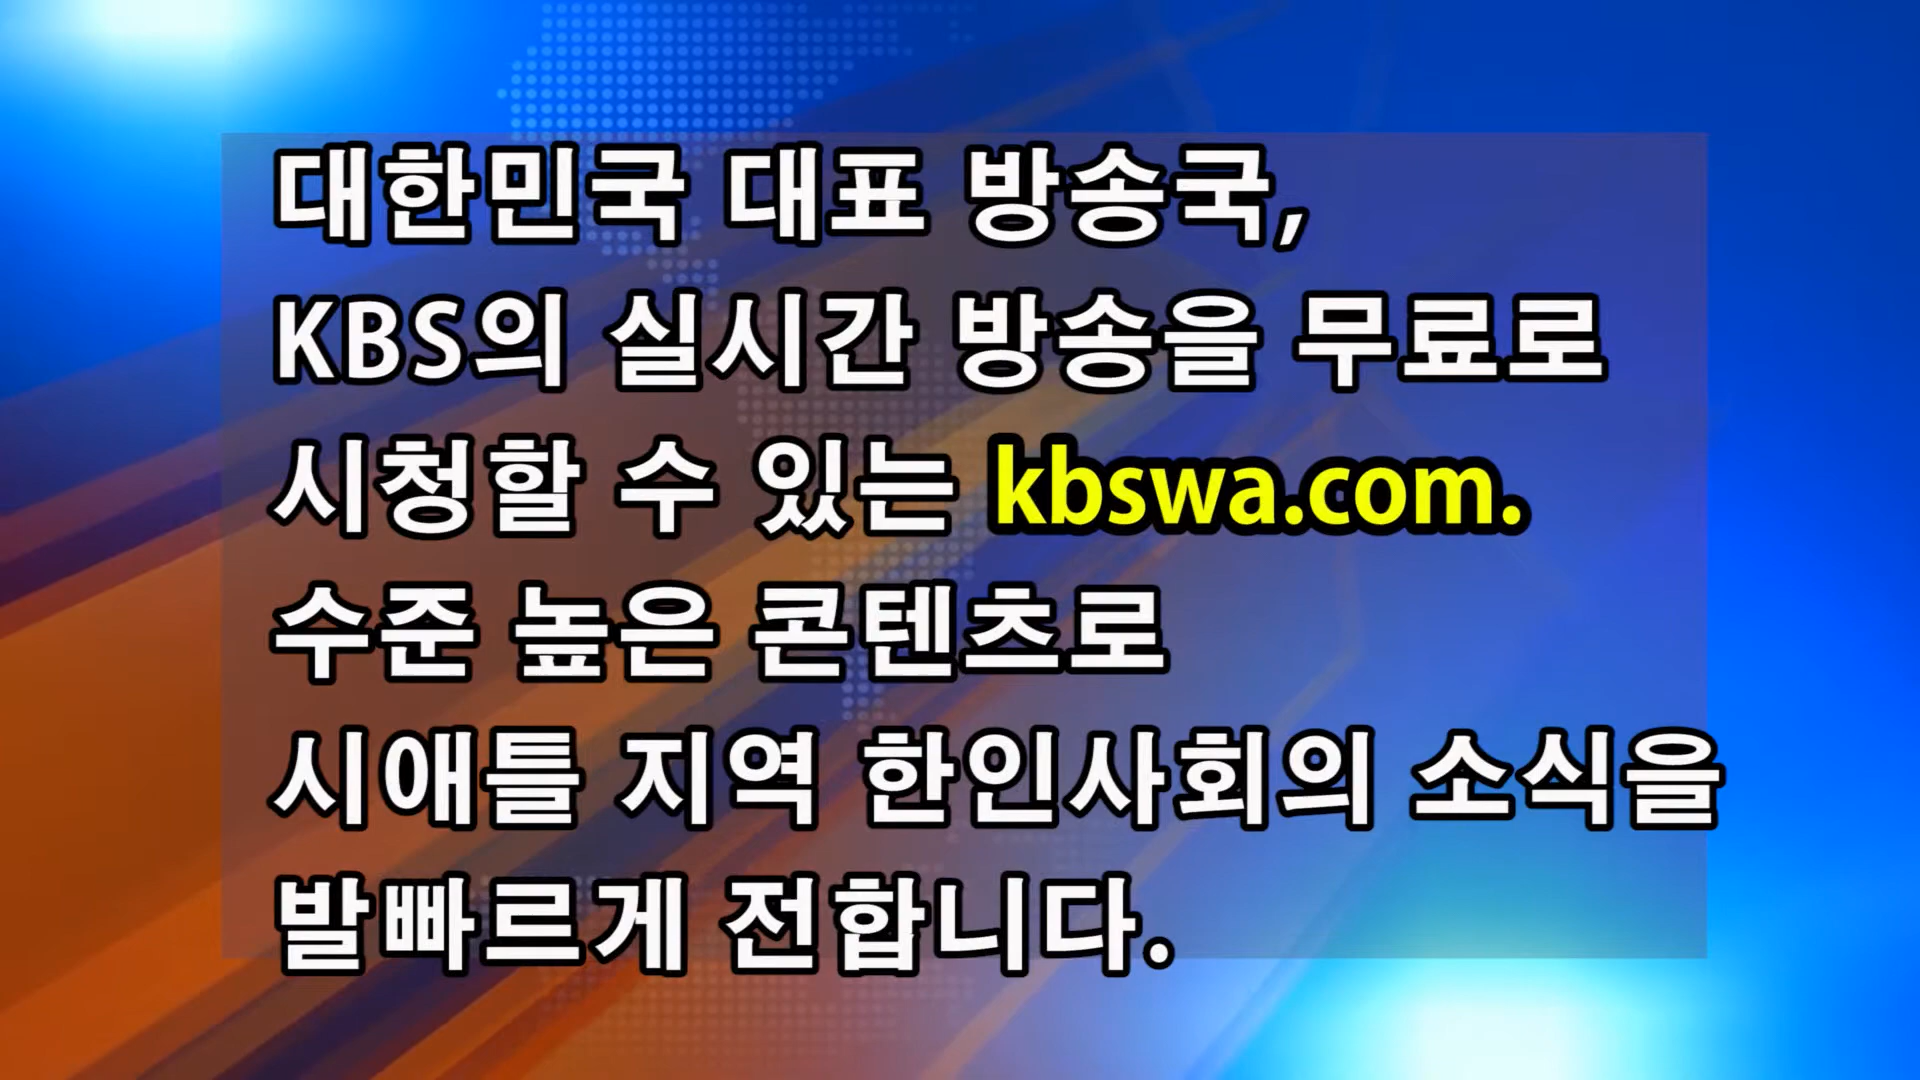 대한민국 대표 방송국,
KBS의 실시간 방송을 무료로
시청할 수 있는 kbswa.com.
수준 높은 콘텐츠로
시애틀 지역 한인사회의 소식을
발빠르게 전합니다.